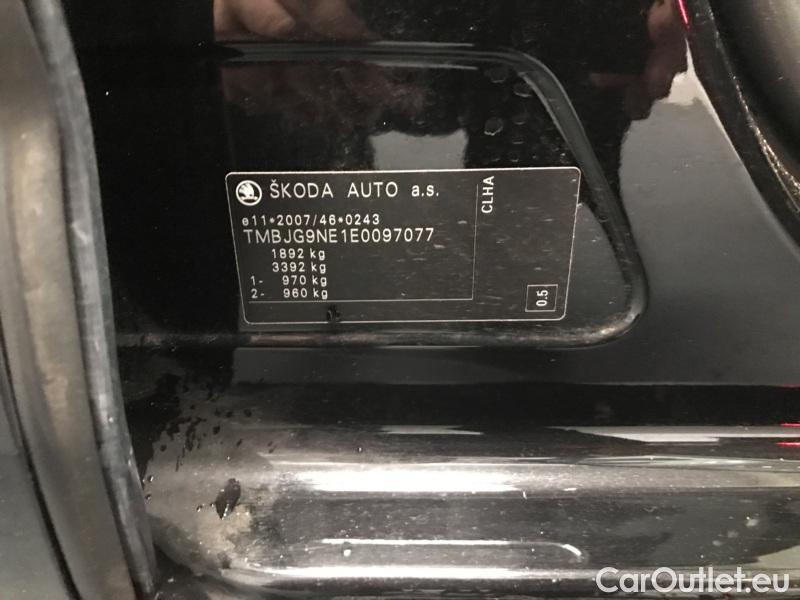 ŠKODA AUTO a.s.
e11*2007/46*0243
TMBJG9NE1E0097077
1892 kg
3392 kg
1- 970 kg
2- 960 kg
CLHA
0.5
CarOutlet.eu